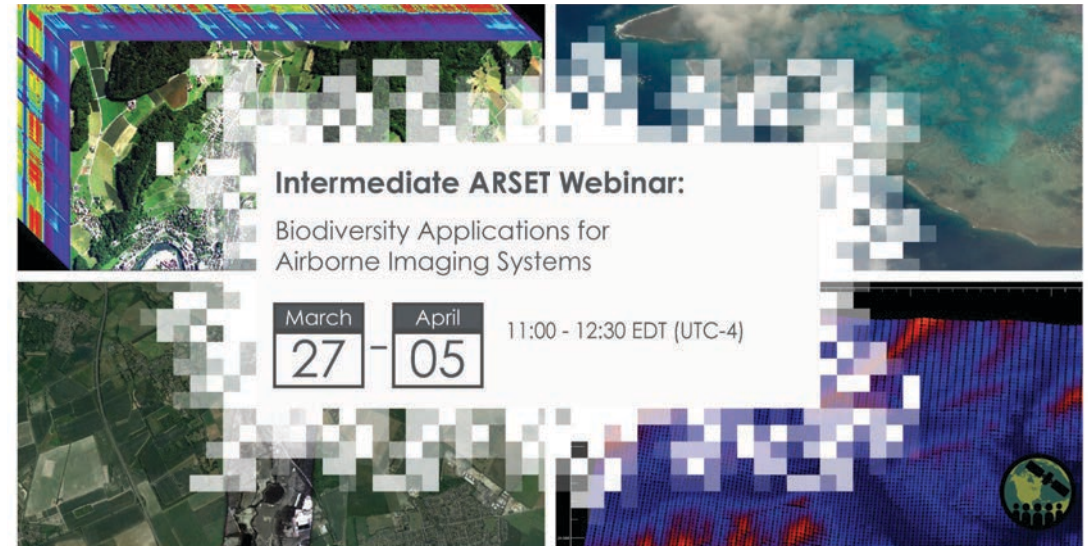 Intermediate ARSET Webinar:
Biodiversity Applications for
Airborne Imaging Systems
March
27
–
April
05
11:00 - 12:30 EDT (UTC-4)